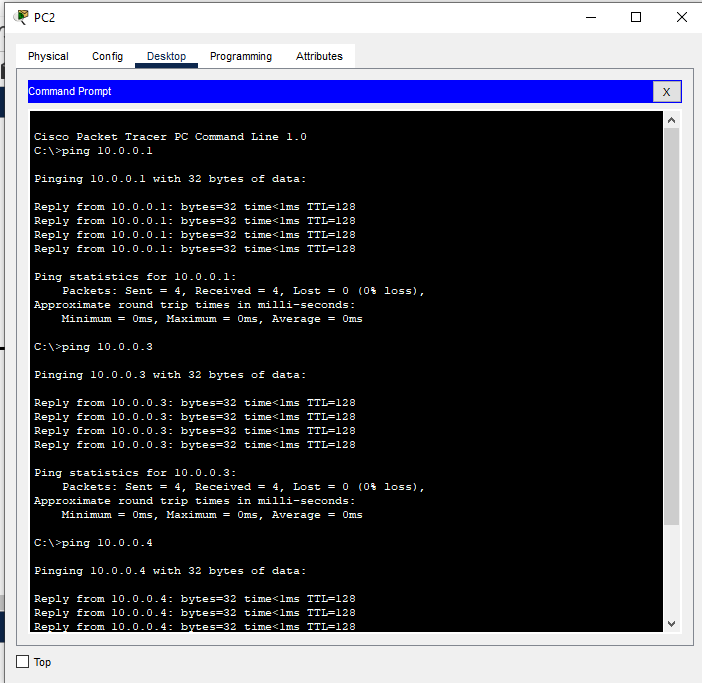 PC2
Physical Config Desktop Programming Attributes
Command Prompt X
Cisco Packet Tracer PC Command Line 1.0
C:\>ping 10.0.0.1
Pinging 10.0.0.1 with 32 bytes of data:
Reply from 10.0.0.1: bytes=32 time<1ms TTL=128
Reply from 10.0.0.1: bytes=32 time<1ms TTL=128
Reply from 10.0.0.1: bytes=32 time<1ms TTL=128
Reply from 10.0.0.1: bytes=32 time<1ms TTL=128
Ping statistics for 10.0.0.1:
Packets: Sent = 4, Received = 4, Lost = 0 (0% loss),
Approximate round trip times in milli-seconds:
Minimum = 0ms, Maximum = 0ms, Average = 0ms
C:\>ping 10.0.0.3
Pinging 10.0.0.3 with 32 bytes of data:
Reply from 10.0.0.3: bytes=32 time<1ms TTL=128
Reply from 10.0.0.3: bytes=32 time<1ms TTL=128
Reply from 10.0.0.3: bytes=32 time<1ms TTL=128
Reply from 10.0.0.3: bytes=32 time<1ms TTL=128
Ping statistics for 10.0.0.3:
Packets: Sent = 4, Received = 4, Lost = 0 (0% loss),
Approximate round trip times in milli-seconds:
Minimum = 0ms, Maximum = 0ms, Average = 0ms
C:\>ping 10.0.0.4
Pinging 10.0.0.4 with 32 bytes of data:
Reply from 10.0.0.4: bytes=32 time<1ms TTL=128
Reply from 10.0.0.4: bytes=32 time<1ms TTL=128
Reply from 10.0.0.4: bytes=32 time<1ms TTL=128
Top